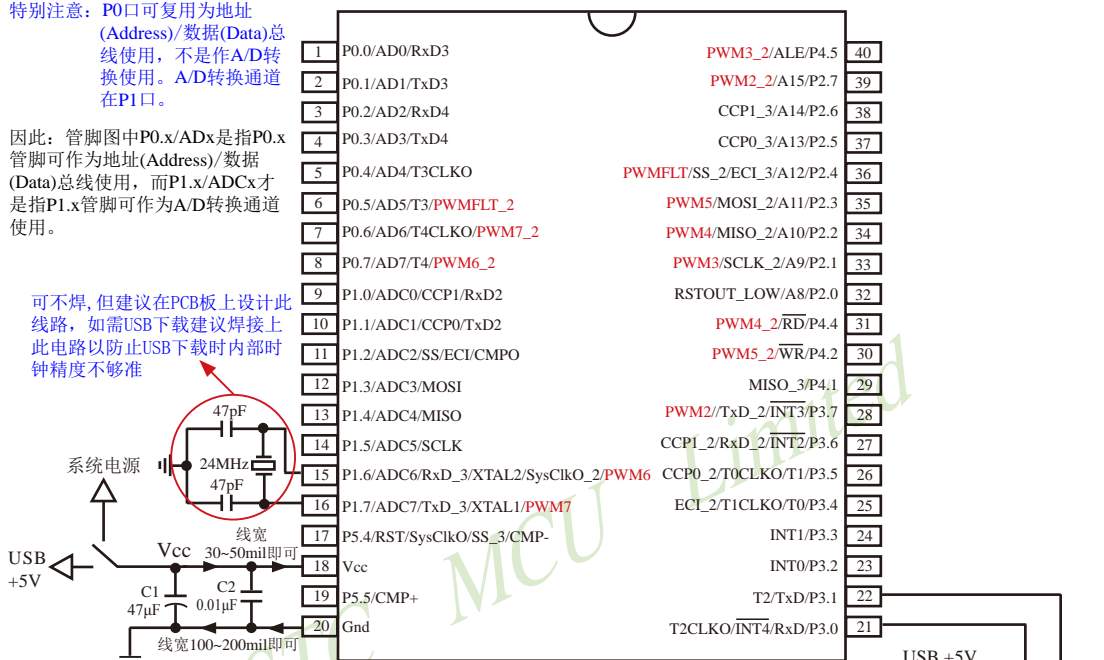 特别注意：P0口可复用为地址
(Address)/数据(Data)总
线使用，不是作A/D转
换使用。A/D转换通道
在P1口。
因此：管脚图中P0.x/ADx是指P0.x
管脚可作为地址(Address)/数据
(Data)总线使用，而P1.x/ADCx才
是指P1.x管脚可作为A/D转换通道
使用。
可不焊,但建议在PCB板上设计此
线路，如需USB下载建议焊接上
此电路以防止USB下载时内部时
钟精度不够准
47pF
24MHz
47pF
系统电源
USB
+5V
Vcc
线宽
30~50mil即可
C1
47μF
C2
0.01μF
线宽100~200mil即可
1 P0.0/AD0/RxD3
2 P0.1/AD1/TxD3
3 P0.2/AD2/RxD4
4 P0.3/AD3/TxD4
5 P0.4/AD4/T3CLKO
6 P0.5/AD5/T3/PWMFLT_2
7 P0.6/AD6/T4CLKO/PWM7_2
8 P0.7/AD7/T4/PWM6_2
9 P1.0/ADC0/CCP1/RxD2
10 P1.1/ADC1/CCP0/TxD2
11 P1.2/ADC2/SS/ECI/CMPO
12 P1.3/ADC3/MOSI
13 P1.4/ADC4/MISO
14 P1.5/ADC5/SCLK
15 P1.6/ADC6/RxD_3/XTAL2/SysClkO_2/PWM6
16 P1.7/ADC7/TxD_3/XTAL1/PWM7
17 P5.4/RST/SysClkO/SS_3/CMP-
18 Vcc
19 P5.5/CMP+
20 Gnd
PWM3_2/ALE/P4.5 40
PWM2_2/A15/P2.7 39
CCP1_3/A14/P2.6 38
CCP0_3/A13/P2.5 37
PWMFLT/SS_2/ECI_3/A12/P2.4 36
PWM5/MOSI_2/A11/P2.3 35
PWM4/MISO_2/A10/P2.2 34
PWM3/SCLK_2/A9/P2.1 33
RSTOUT_LOW/A8/P2.0 32
PWM4_2/RD/P4.4 31
PWM5_2/WR/P4.2 30
MISO_3/P4.1 29
PWM2//TxD_2/INT3/P3.7 28
CCP1_2/RxD_2/INT2/P3.6 27
CCP0_2/T0CLKO/T1/P3.5 26
ECI_2/T1CLKO/T0/P3.4 25
INT1/P3.3 24
INT0/P3.2 23
T2/TxD/P3.1 22
T2CLKO/INT4/RxD/P3.0 21
USB +5V
STC MCU Limited